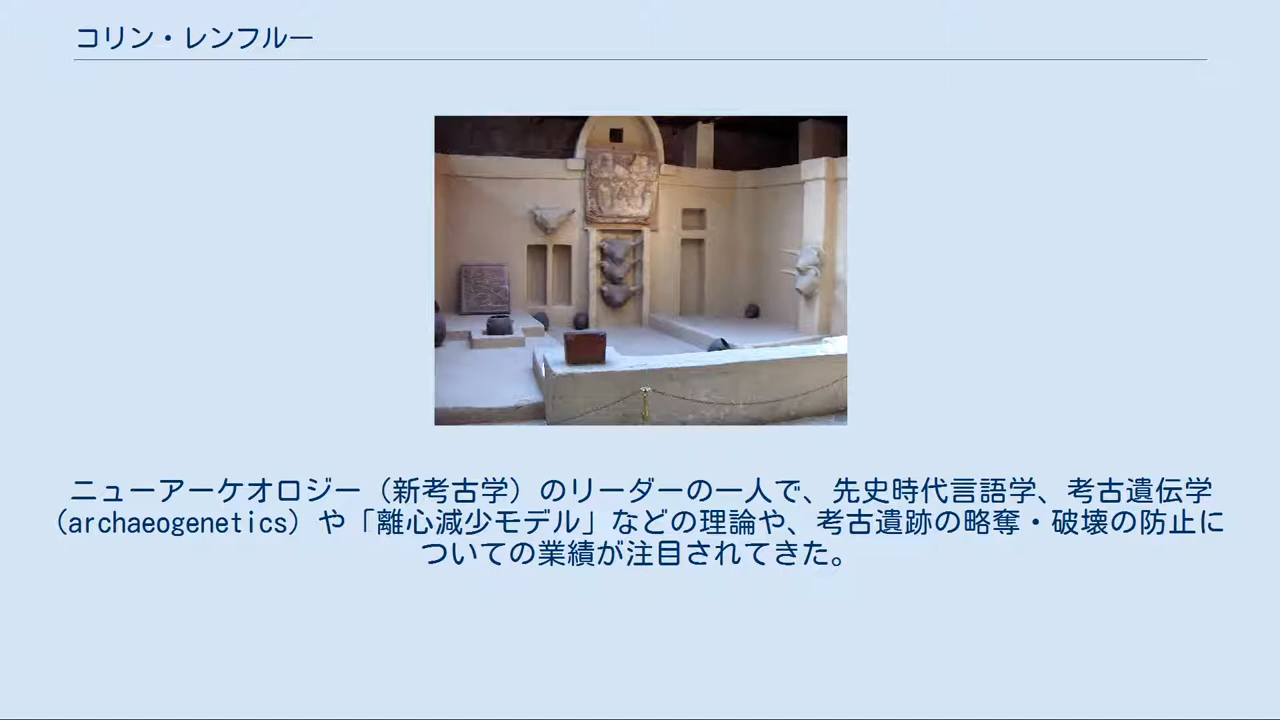 コリン・レンフルー
ニューアーケオロジー（新考古学）のリーダーの一人で、先史時代言語学、考古遺伝学
（archaeogenetics）や「離心減少モデル」などの理論や、考古遺跡の略奪・破壊の防止に
ついての業績が注目されてきた。